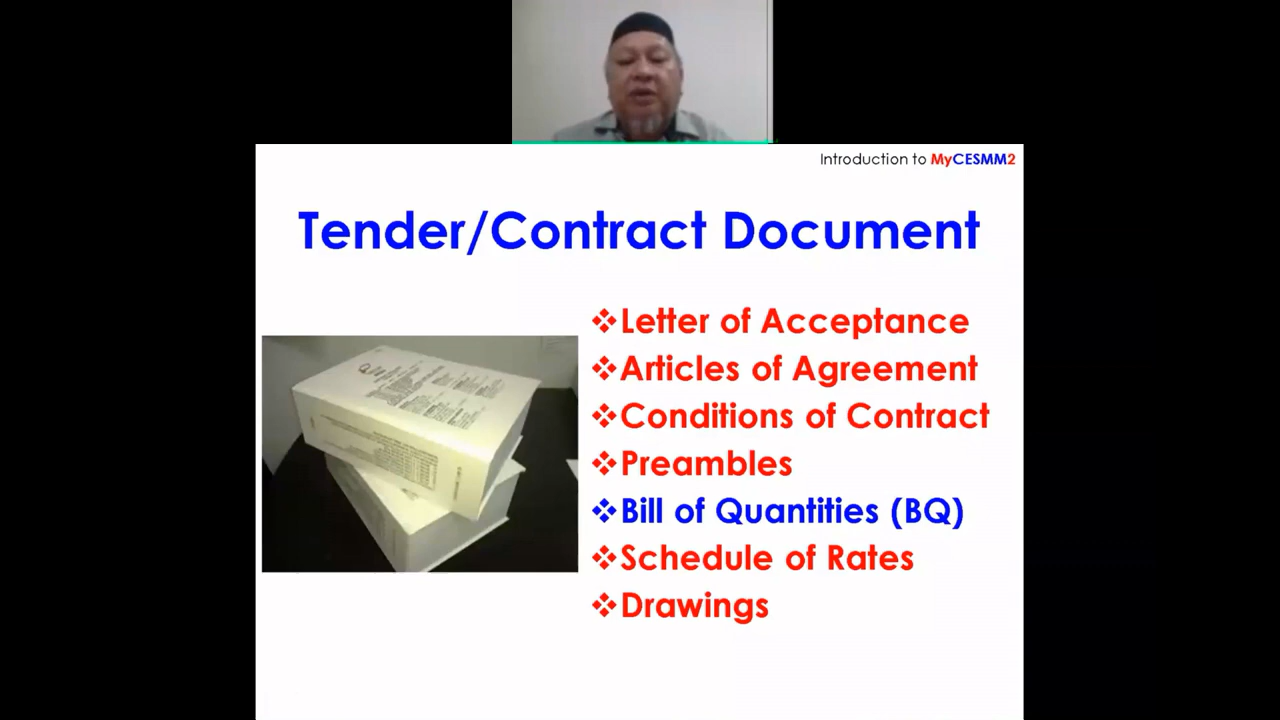 Introduction to MyCESMM2
Tender/Contract Document
❖Letter of Acceptance
❖Articles of Agreement
❖Conditions of Contract
❖Preambles
❖Bill of Quantities (BQ)
❖Schedule of Rates
❖Drawings